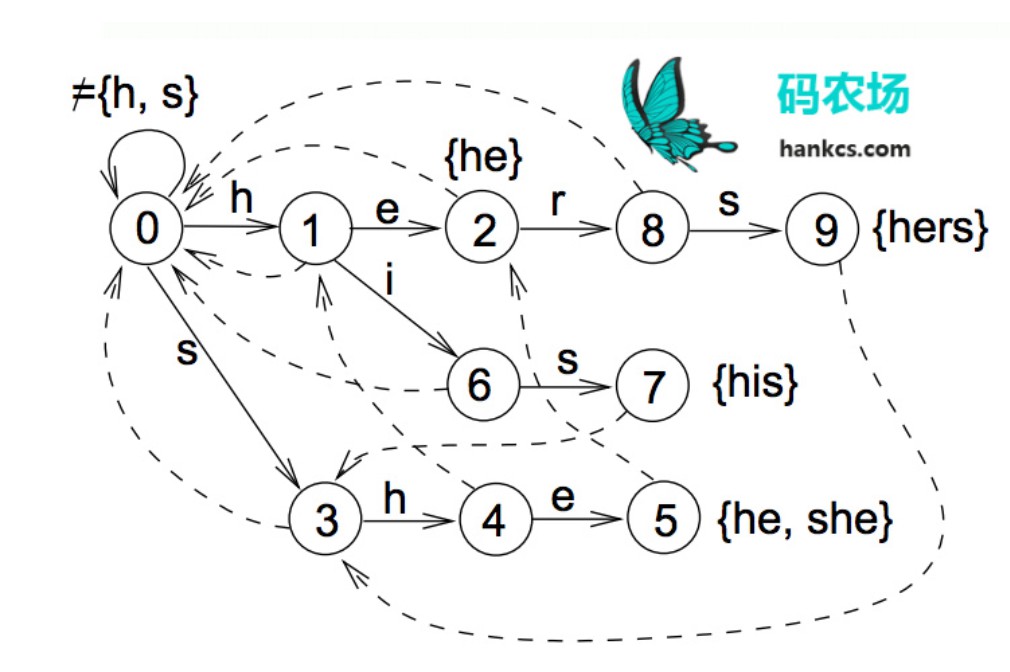 ≠{h, s}
码农场
hankcs.com
{he}
h
e
r
s
0
1
2
8
9
{hers}
i
s
s
6
7
{his}
h
e
3
4
5
{he, she}